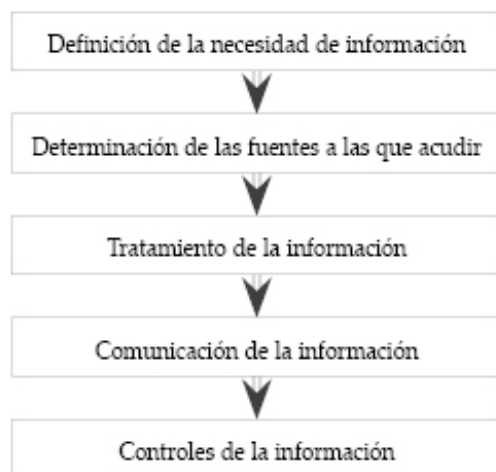 Definición de la necesidad de información
Determinación de las fuentes a las que acudir
Tratamiento de la información
Comunicación de la información
Controles de la información